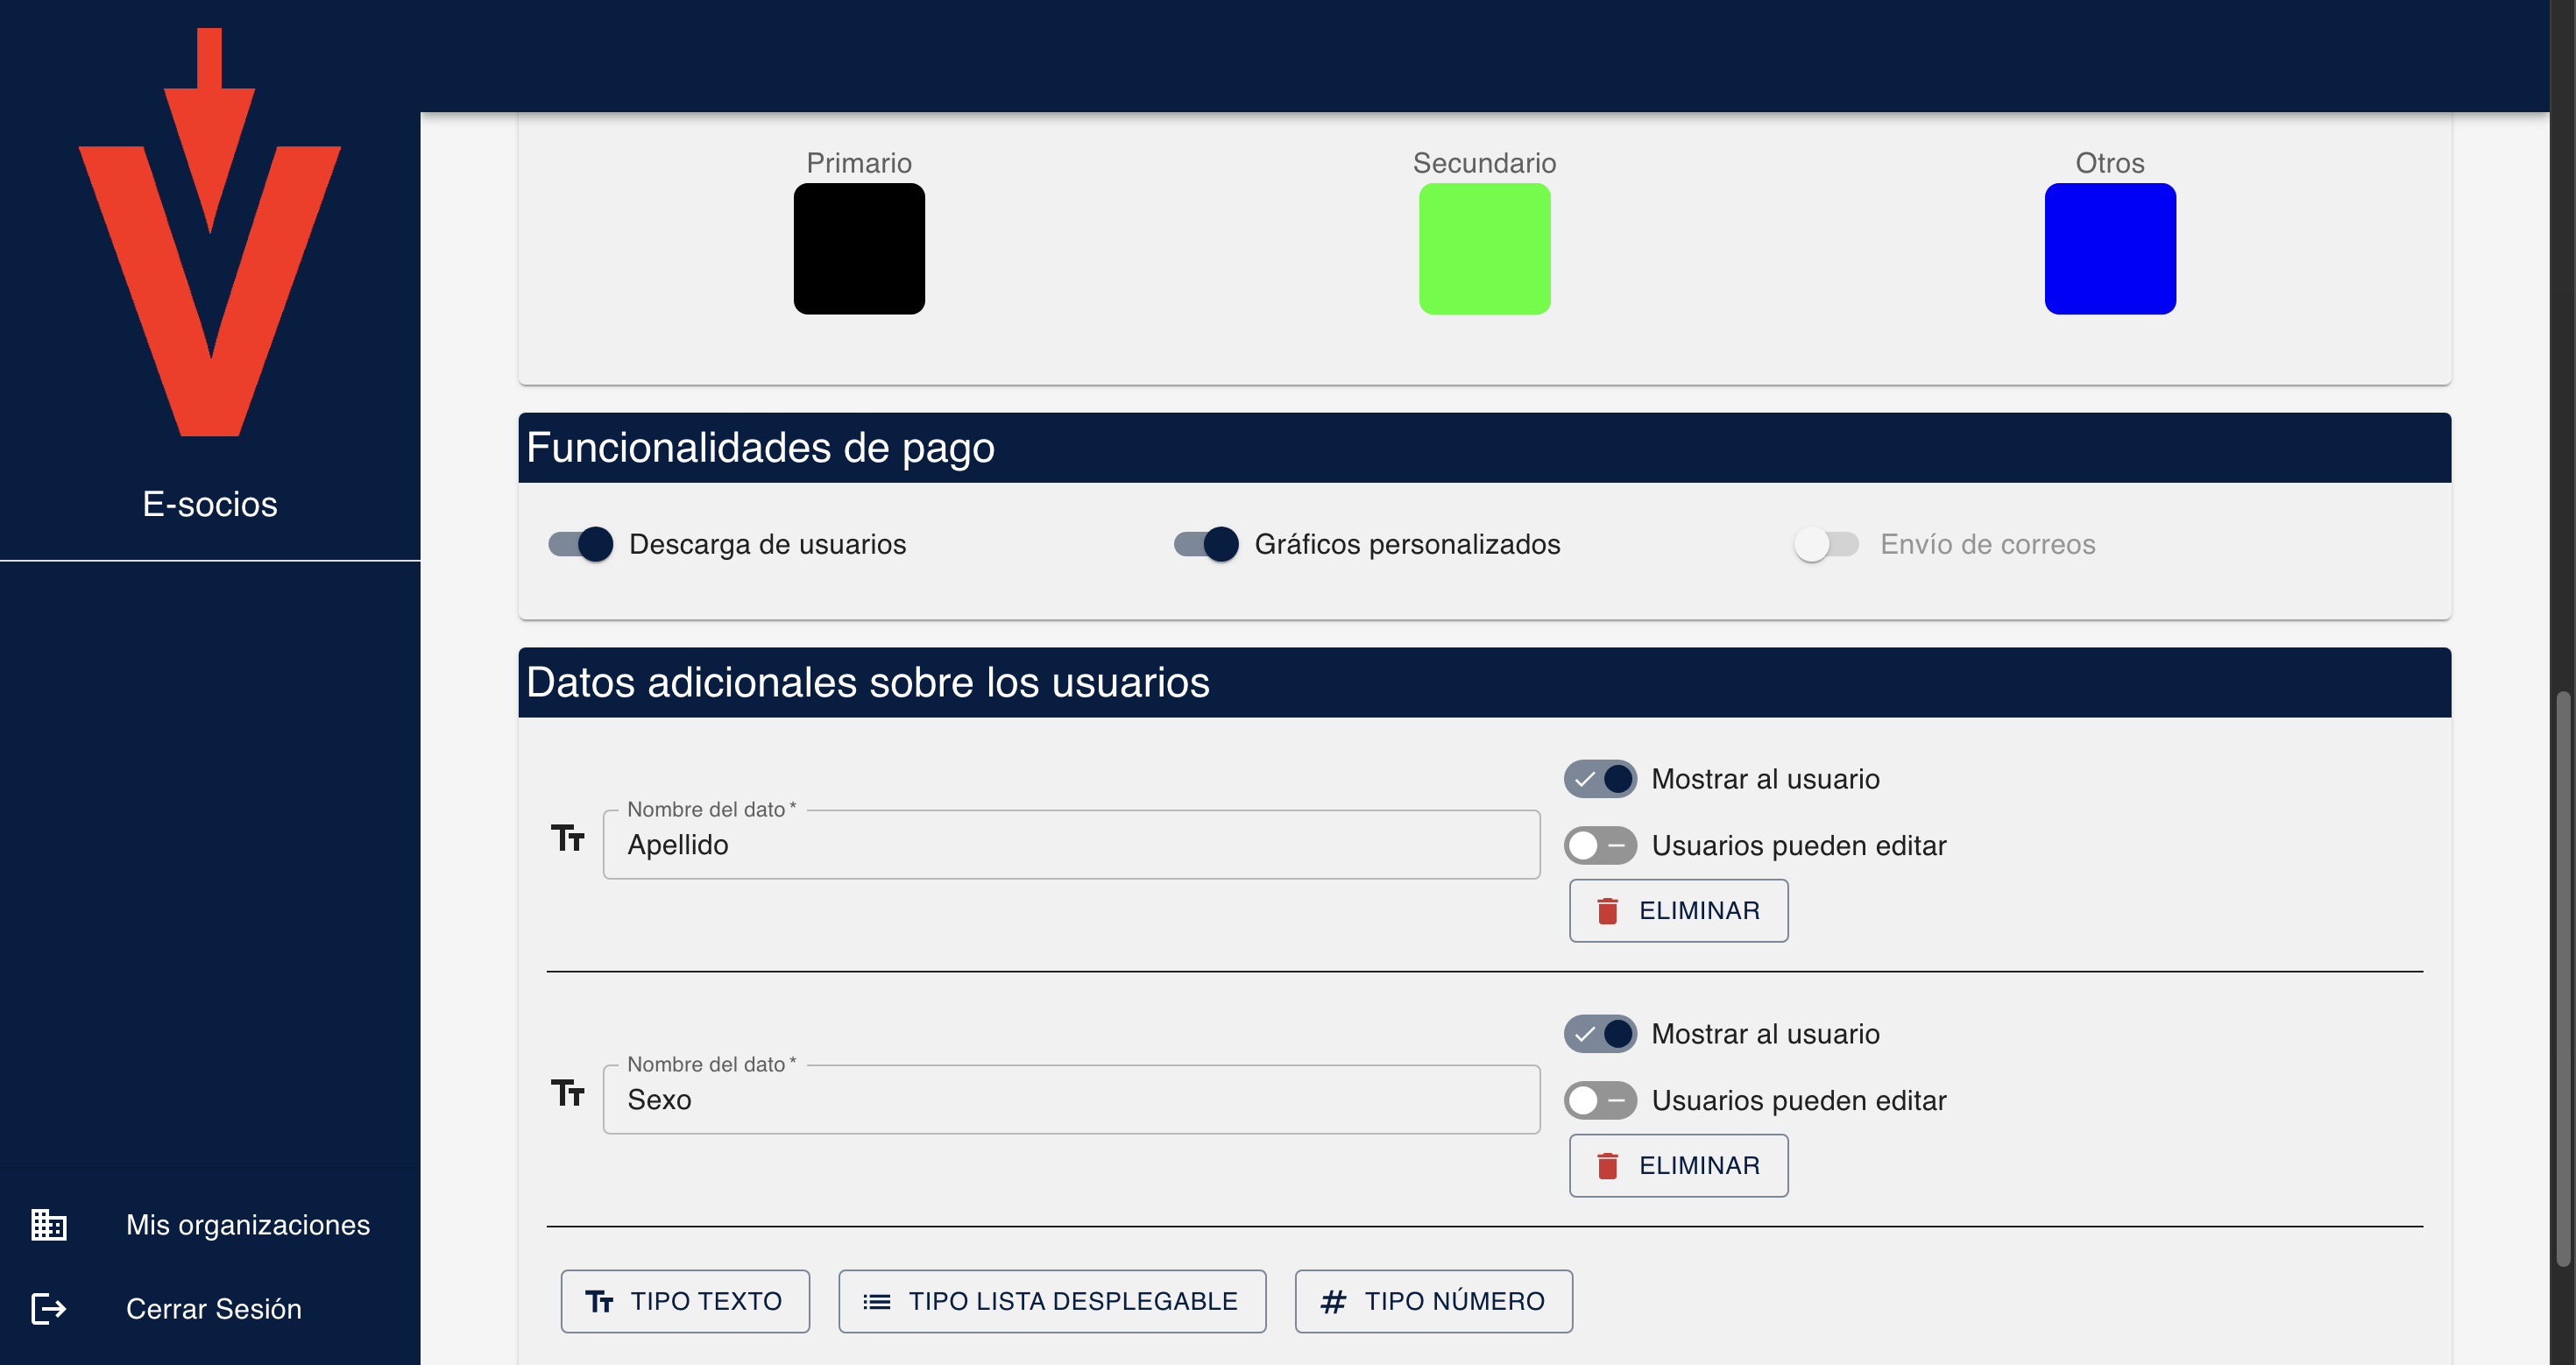 E-socios
Mis organizaciones
Cerrar Sesión
Primario
Secundario
Otros
Funcionalidades de pago
Descarga de usuarios
Gráficos personalizados
Envío de correos
Datos adicionales sobre los usuarios
Nombre del dato *
Apellido
Mostrar al usuario
Usuarios pueden editar
ELIMINAR
Nombre del dato *
Sexo
Mostrar al usuario
Usuarios pueden editar
ELIMINAR
TIPO TEXTO
TIPO LISTA DESPLEGABLE
TIPO NÚMERO